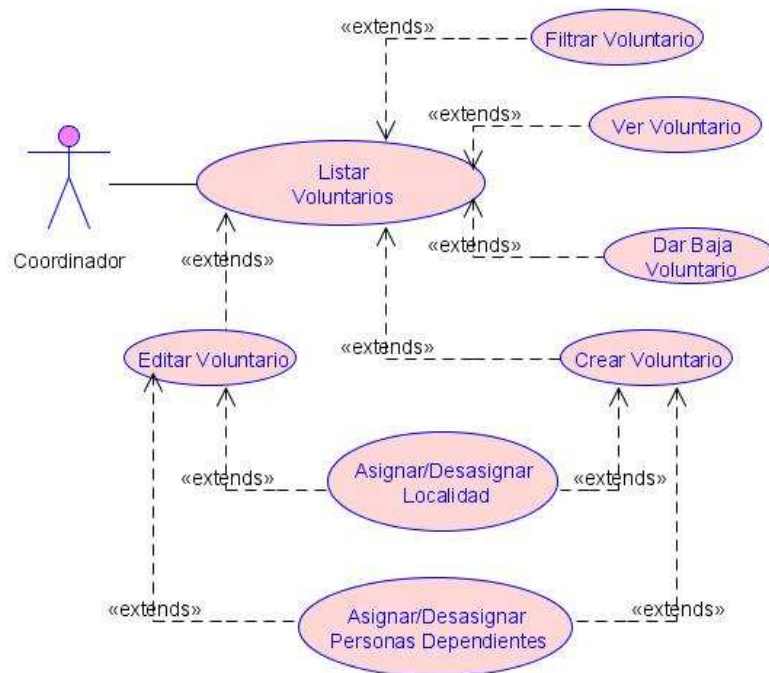 «extends»
Filtrar Voluntario
«extends»
Ver Voluntario
Listar
Voluntarios
Coordinador
«extends»
«extends»
Dar Baja
Voluntario
«extends»
Editar Voluntario
Crear Voluntario
«extends»
Asignar/Desasignar
Localidad
«extends»
«extends»
Asignar/Desasignar
Personas Dependientes
«extends»